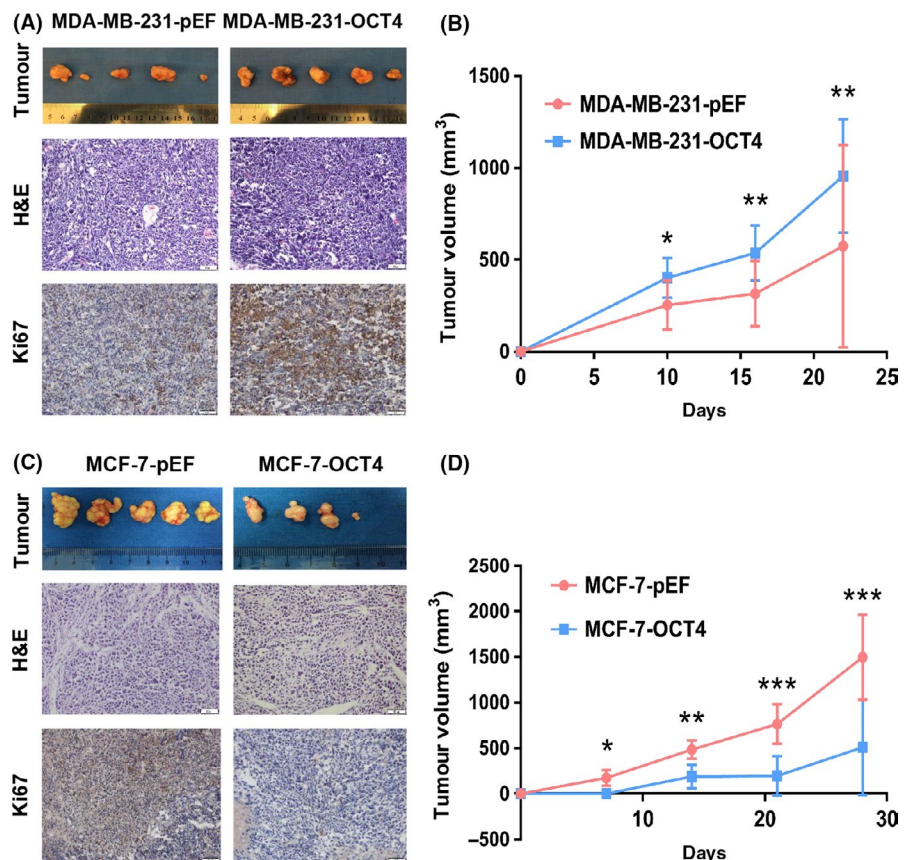 (A) MDA-MB-231-pEF MDA-MB-231-OCT4
Tumour
H&E
Ki67
(B)
MDA-MB-231-pEF
MDA-MB-231-OCT4
Tumour volume (mm³)
1500
1000
500
0
* ** **
0 5 10 15 20 25
Days
(C) MCF-7-pEF MCF-7-OCT4
Tumour
H&E
Ki67
(D)
MCF-7-pEF
MCF-7-OCT4
Tumour volume (mm³)
2500
2000
1500
1000
500
0
−500
* ** *** ***
10 20 30
Days